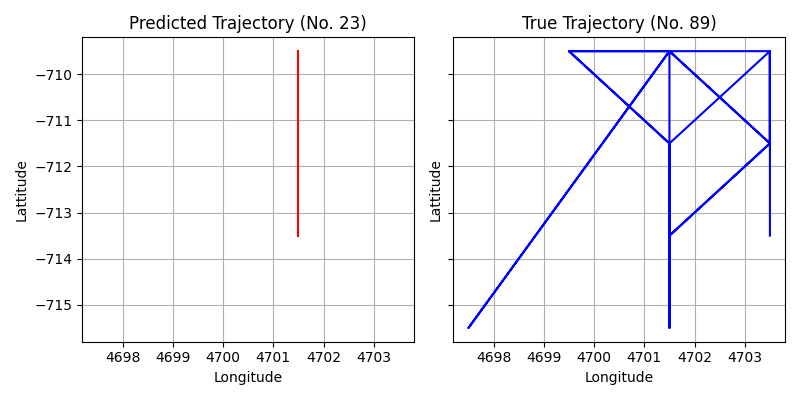 Predicted Trajectory (No. 23)
True Trajectory (No. 89)
−710
−711
−712
−713
−714
−715
Lattitude
Lattitude
4698 4699 4700 4701 4702 4703
4698 4699 4700 4701 4702 4703
Longitude
Longitude